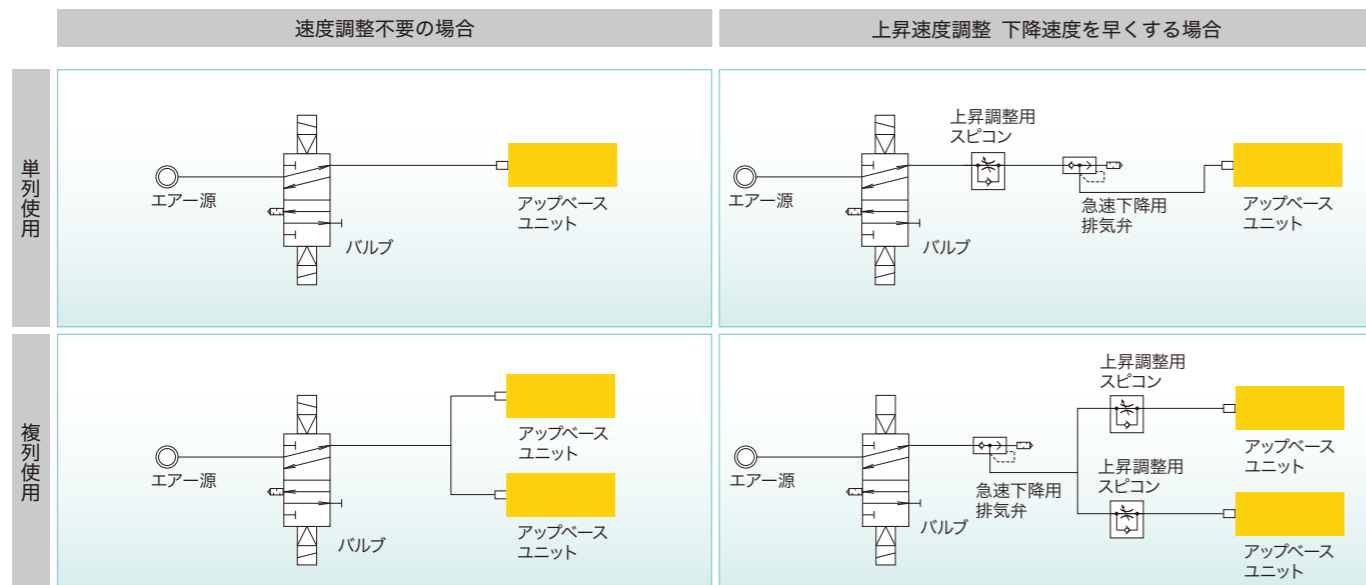 速度調整不要の場合
上昇速度調整 下降速度を早くする場合
単列使用
エアー源
バルブ
アップベース
ユニット
エアー源
バルブ
上昇調整用
スピコン
急速下降用
排気弁
アップベース
ユニット
複列使用
エアー源
バルブ
アップベース
ユニット
アップベース
ユニット
エアー源
バルブ
急速下降用
排気弁
上昇調整用
スピコン
アップベース
ユニット
上昇調整用
スピコン
アップベース
ユニット